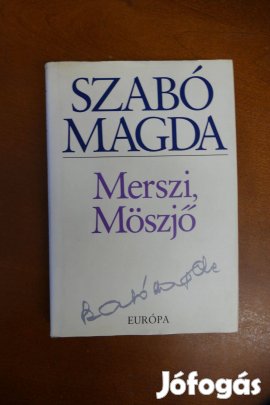 SZABÓ
MAGDA
Merszi,
Möszjő
EURÓPA
Jófogás